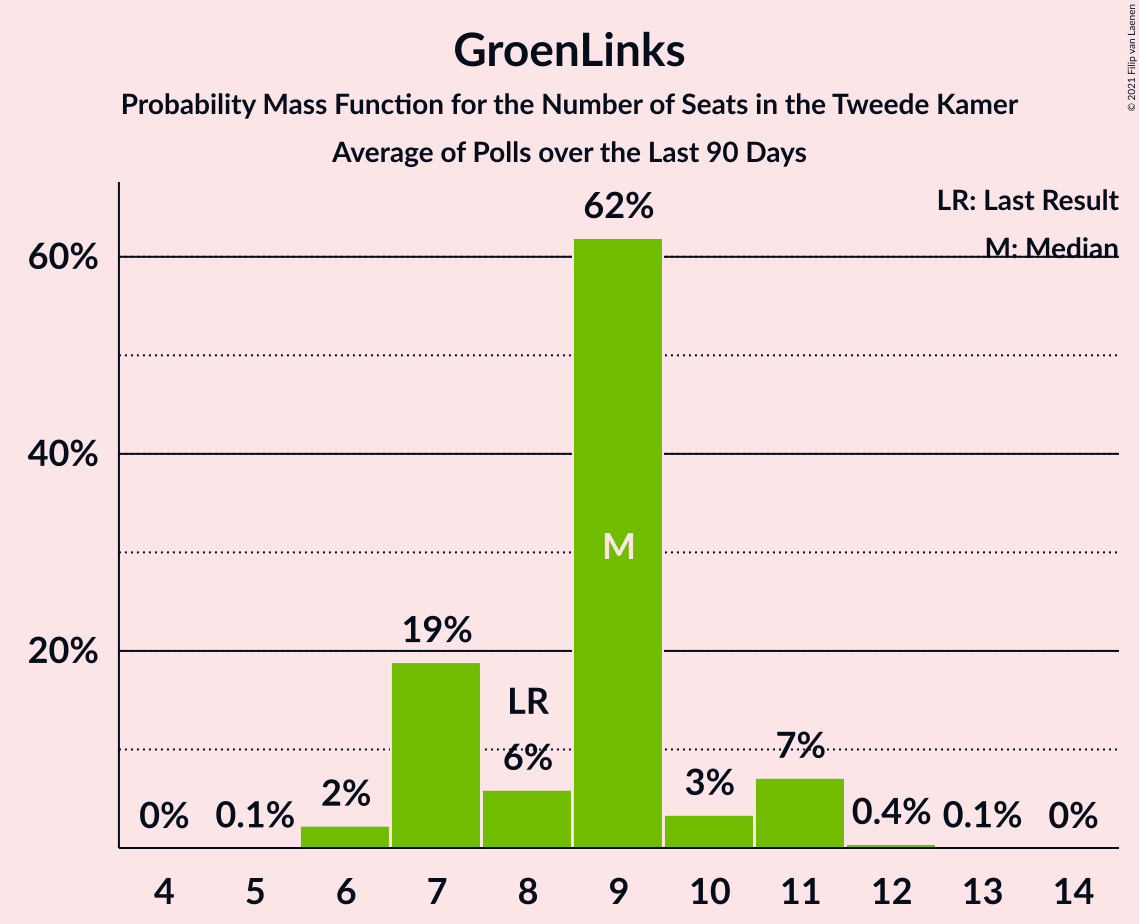 GroenLinks
Probability Mass Function for the Number of Seats in the Tweede Kamer
Average of Polls over the Last 90 Days
© 2021 Filip van Laenen
LR: Last Result
M: Median
60%
40%
20%
0%
0.1%
2%
19%
LR
6%
62%
M
3%
7%
0.4%
0.1%
0%
4 5 6 7 8 9 10 11 12 13 14